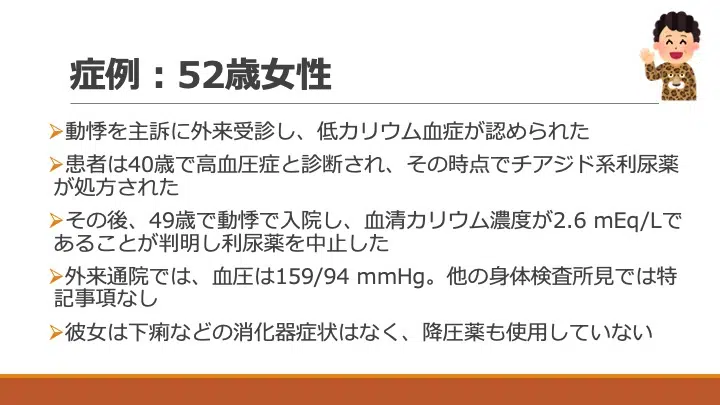 症例：52歳女性
➢動悸を主訴に外来受診し、低カリウム血症が認められた
➢患者は40歳で高血圧症と診断され、その時点でチアジド系利尿薬
が処方された
➢その後、49歳で動悸で入院し、血清カリウム濃度が2.6 mEq/Lで
あることが判明し利尿薬を中止した
➢外来通院では、血圧は159/94 mmHg。他の身体検査所見では特
記事項なし
➢彼女は下痢などの消化器症状はなく、降圧薬も使用していない